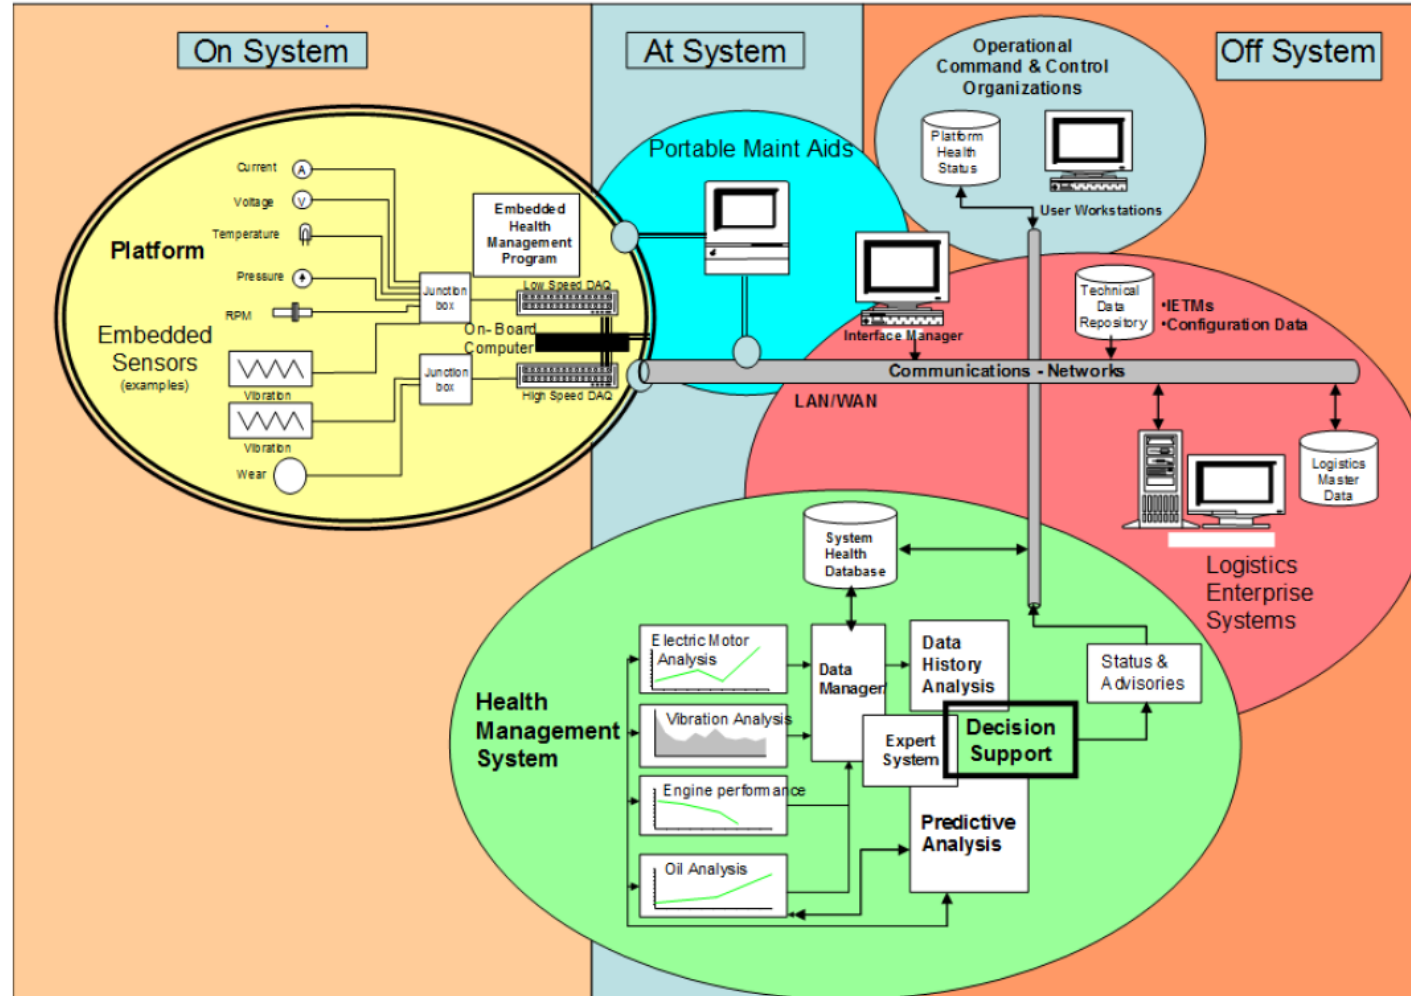 On System
At System
Off System
Operational
Command & Control
Organizations
Platform
Health
Status
User Workstations
Portable Maint Aids
Current
A
Voltage
V
Temperature
Pressure
RPM
Platform
Embedded
Sensors
(examples)
Vibration
Vibration
Wear
Embedded
Health
Management
Program
Junction
box
Low Speed DAQ
On- Board
Computer
Junction
box
High Speed DAQ
Interface Manager
Technical
Data
Repository
•IETMs
•Configuration Data
Communications - Networks
LAN/WAN
Logistics
Master
Data
Logistics
Enterprise
Systems
System
Health
Database
Health
Management
System
Electric Motor
Analysis
Vibration Analysis
Engine performance
Oil Analysis
Data
Manager/
Data
History
Analysis
Expert
System
Decision
Support
Predictive
Analysis
Status &
Advisories